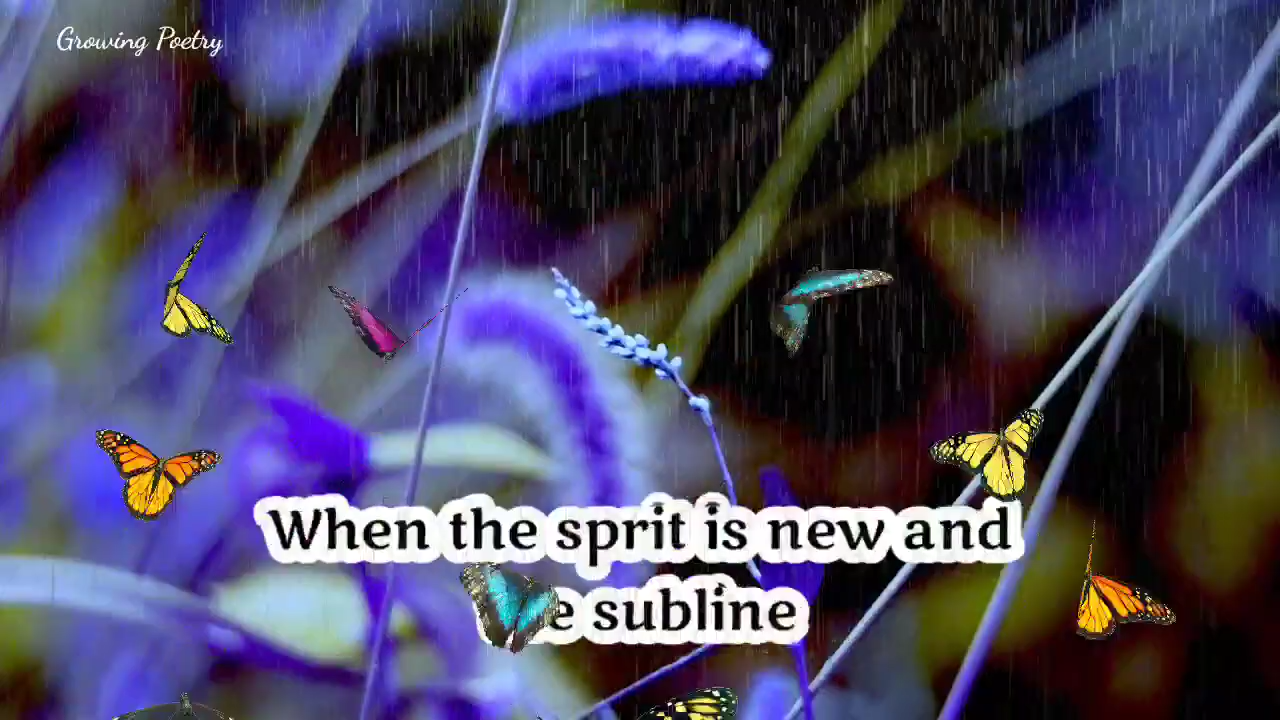 Growing Poetry
When the sprit is new and
subline